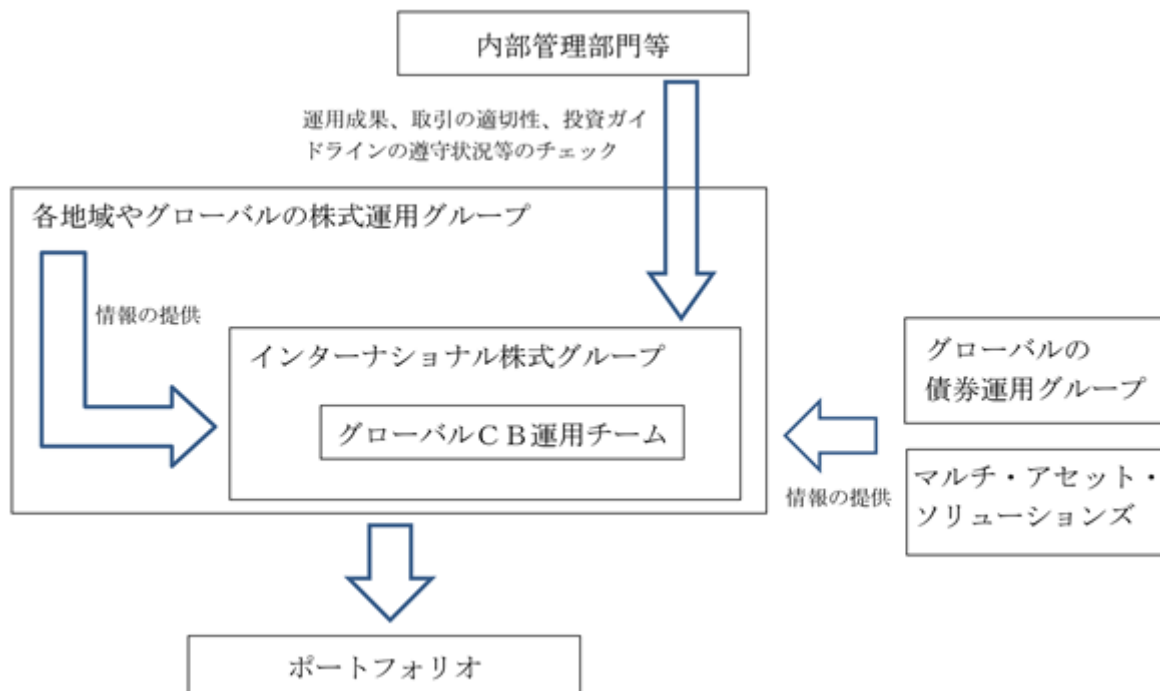 内部管理部門等
運用成果、取引の適切性、投資ガイ
ドラインの遵守状況等のチェック
各地域やグローバルの株式運用グループ
情報の提供
インターナショナル株式グループ
グローバルＣＢ運用チーム
グローバルの
債券運用グループ
情報の提供
マルチ・アセット・
ソリューションズ
ポートフォリオ